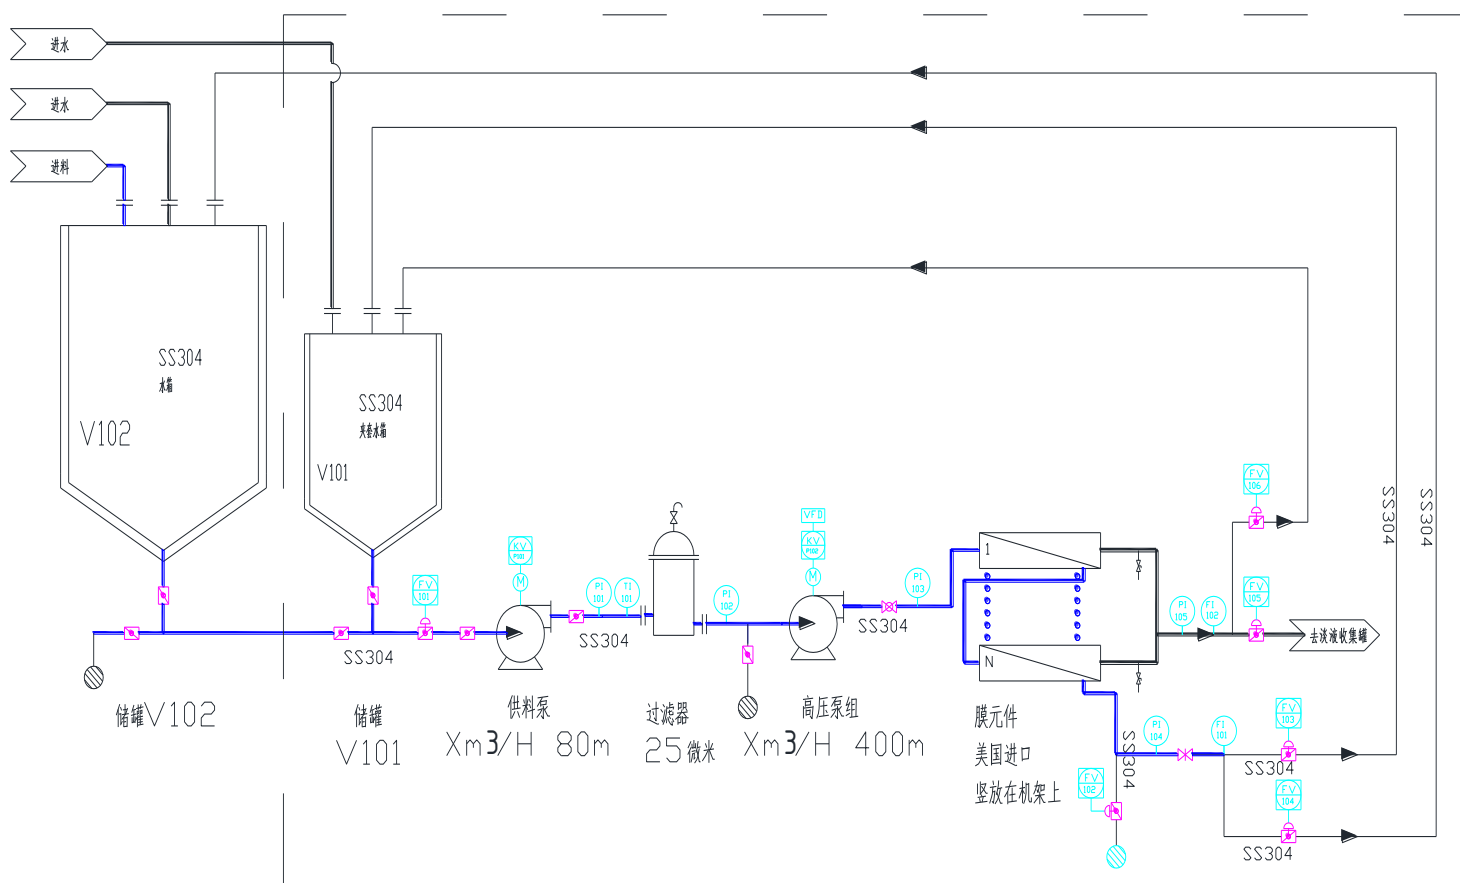 进水
进水
进料
SS304
水箱
V102
SS304
夹套水箱
V101
FV
106
SS304
SS304
VFD
KV
P101
M
KV
P102
M
1
FV
101
PI
101
TI
101
PI
102
PI
103
FV
105
PI
105
FI
102
SS304
SS304
SS304
N
去淡液收集罐
储罐V102
储罐
V101
供料泵
Xm3/H 80m
过滤器
25微米
高压泵组
Xm3/H 400m
膜元件
美国进口
竖放在机架上
SS304
PI
104
FI
101
FV
103
SS304
FV
102
FV
104
SS304